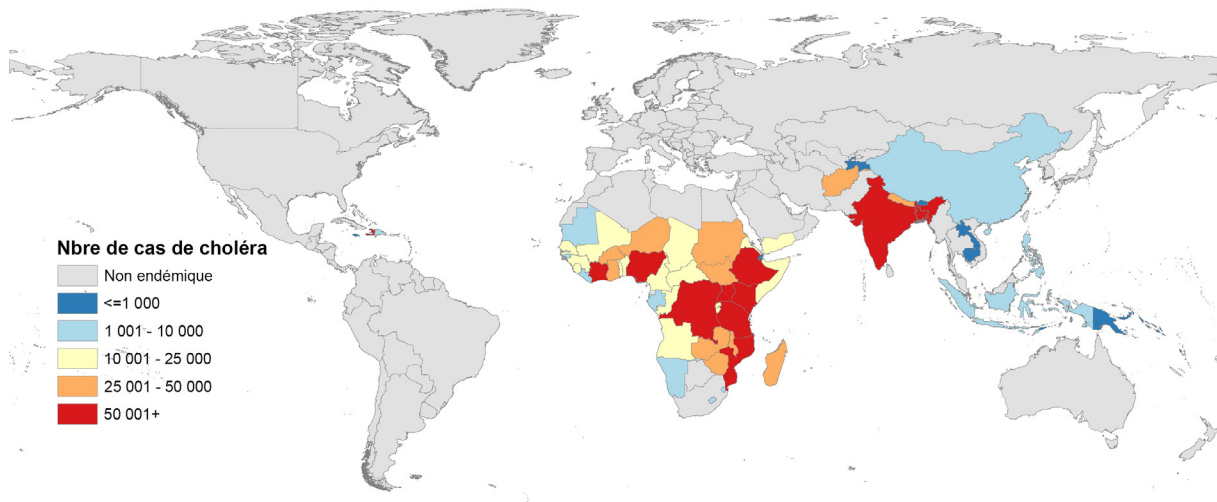 Nbre de cas de choléra
Non endémique
<=1 000
1 001 - 10 000
10 001 - 25 000
25 001 - 50 000
50 001+